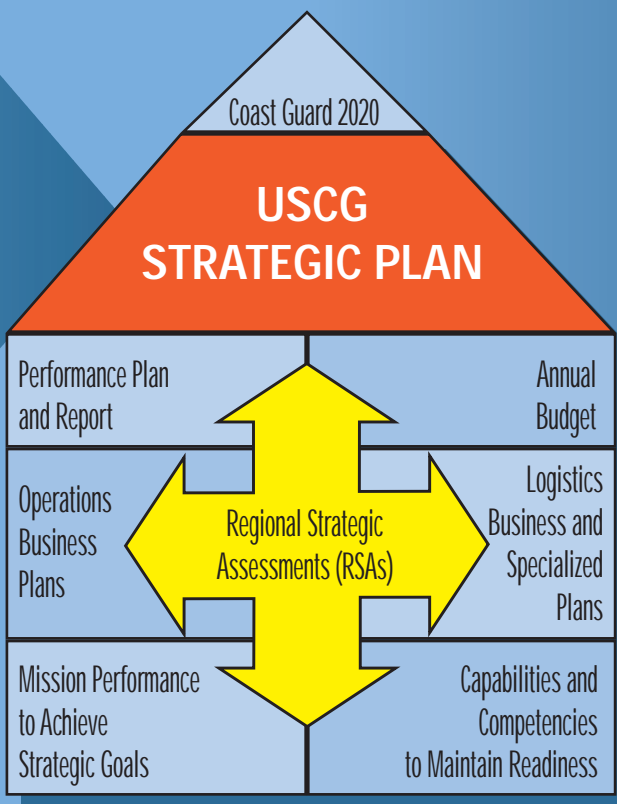 Coast Guard 2020
USCG
STRATEGIC PLAN
Performance Plan
and Report
Annual
Budget
Operations
Business
Plans
Regional Strategic
Assessments (RSAs)
Logistics
Business and
Specialized
Plans
Mission Performance
to Achieve
Strategic Goals
Capabilities and
Competencies
to Maintain Readiness